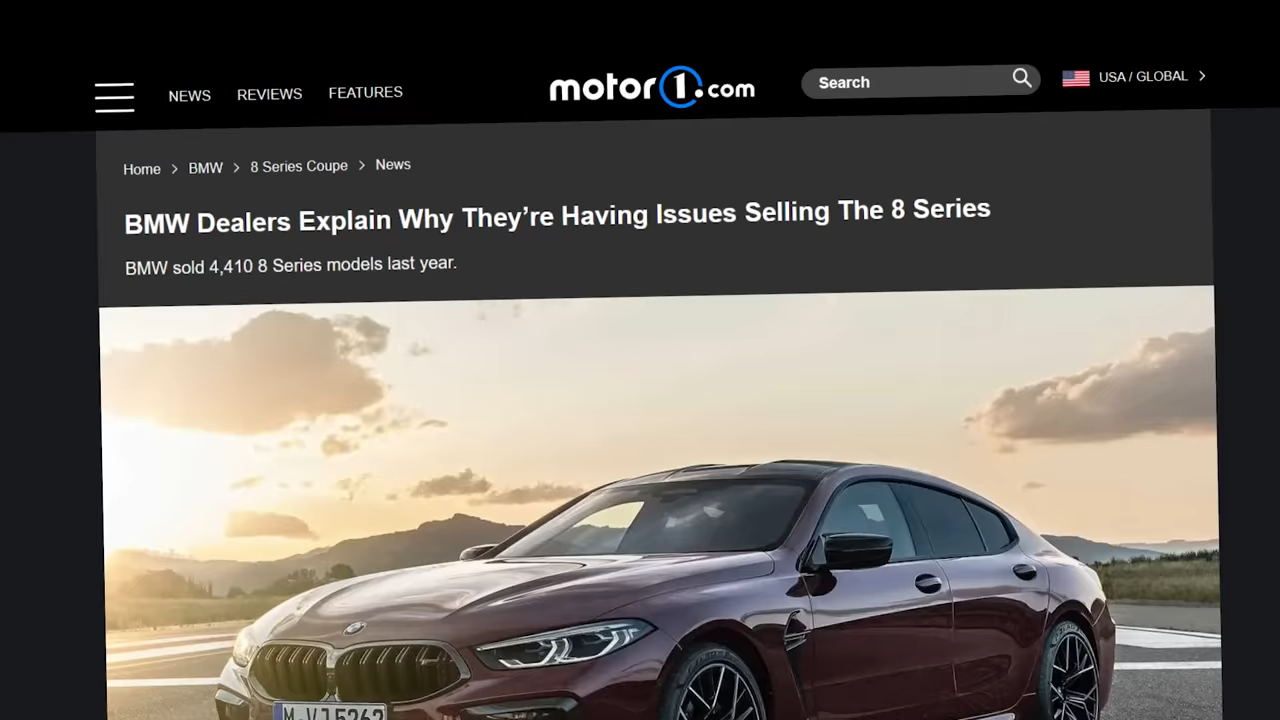 NEWS REVIEWS FEATURES motor1.com Search USA / GLOBAL
Home > BMW > 8 Series Coupe > News
BMW Dealers Explain Why They're Having Issues Selling The 8 Series
BMW sold 4,410 8 Series models last year.